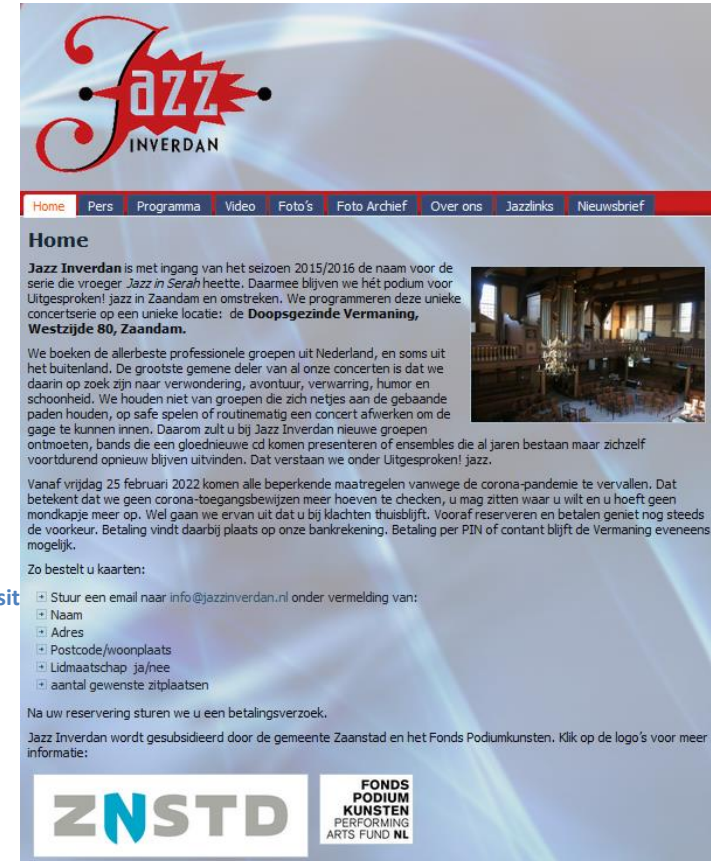 Jazz
INVERDAN
Home Pers Programma Video Foto's Foto Archief Over ons Jazzlinks Nieuwsbrief
Home
Jazz Inverdan is met ingang van het seizoen 2015/2016 de naam voor de
serie die vroeger Jazz in Serah heette. Daarmee blijven we hét podium voor
Uitgesproken! jazz in Zaandam en omstreken. We programmeren deze unieke
concertserie op een unieke locatie: de Doopsgezinde Vermaning,
Westzijde 80, Zaandam.
We boeken de allerbeste professionele groepen uit Nederland, en soms uit
het buitenland. De grootste gemene deler van al onze concerten is dat we
daarin op zoek zijn naar verwondering, avontuur, verwarring, humor en
schoonheid. We houden niet van groepen die zich netjes aan de gebaande
paden houden, op safe spelen of routinematig een concert afwerken om de
gage te kunnen innen. Daarom zult u bij Jazz Inverdan nieuwe groepen
ontmoeten, bands die een gloednieuwe cd komen presenteren of ensembles die al jaren bestaan maar zichzelf
voortdurend opnieuw blijven uitvinden. Dat verstaan we onder Uitgesproken! jazz.
Vanaf vrijdag 25 februari 2022 komen alle beperkende maatregelen vanwege de corona-pandemie te vervallen. Dat
betekent dat we geen corona-toegangsbewijzen meer hoeven te checken, u mag zitten waar u wilt en u hoeft geen
mondkapje meer op. Wel gaan we ervan uit dat u bij klachten thuisblijft. Vooraf reserveren en betalen geniet nog steeds
de voorkeur. Betaling vindt daarbij plaats op onze bankrekening. Betaling per PIN of contant blijft de Vermaning eveneens
mogelijk.
Zo bestelt u kaarten:
sit
Stuur een email naar info@jazzinverdan.nl onder vermelding van:
Naam
Adres
Postcode/woonplaats
Lidmaatschap ja/nee
aantal gewenste zitplaatsen
Na uw reservering sturen we u een betalingsverzoek.
Jazz Inverdan wordt gesubsidieerd door de gemeente Zaanstad en het Fonds Podiumkunsten. Klik op de logo's voor meer
informatie:
ZNSTD
FONDS
PODIUM
KUNSTEN
PERFORMING
ARTS FUND NL